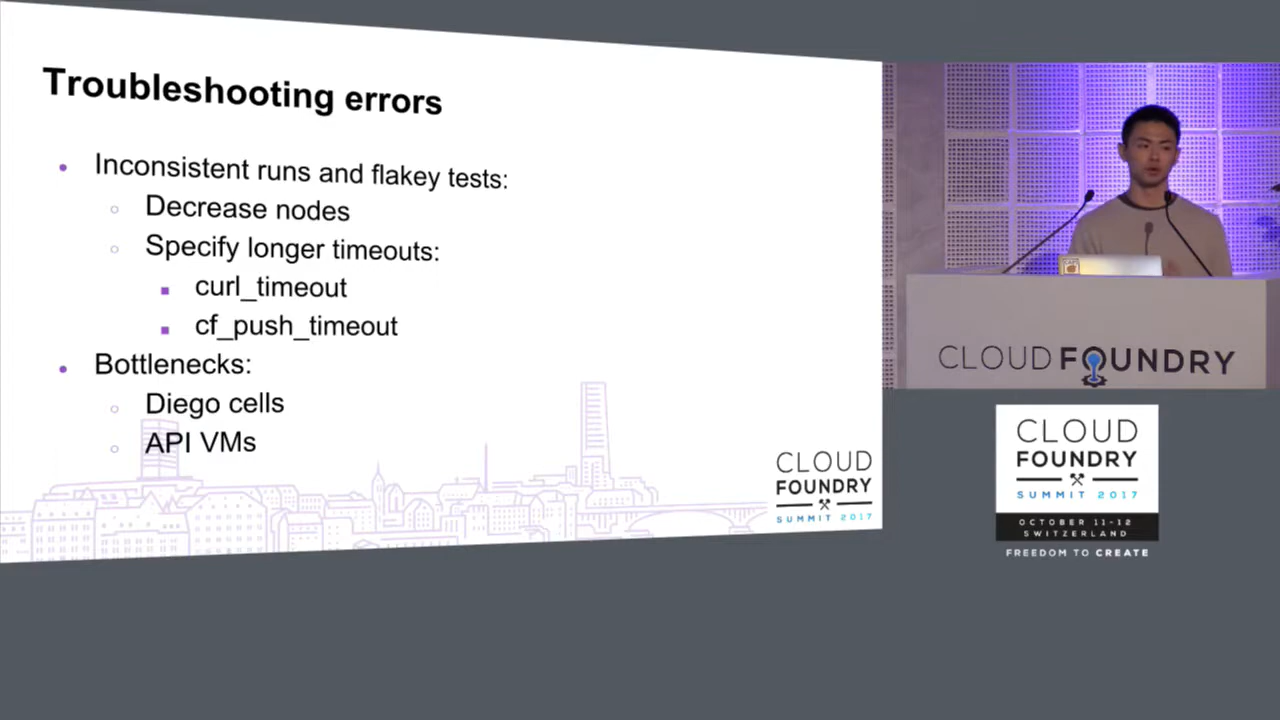 Troubleshooting errors
Inconsistent runs and flakey tests:
Decrease nodes
Specify longer timeouts:
curl_timeout
cf_push_timeout
Bottlenecks:
Diego cells
API VMs
CLOUD
FOUNDRY
SUMMIT 2017
CLOUD FOUNDRY
CLOUD
FOUNDRY
SUMMIT 2017
OCTOBER 11-12
SWITZERLAND
FREEDOM TO CREATE